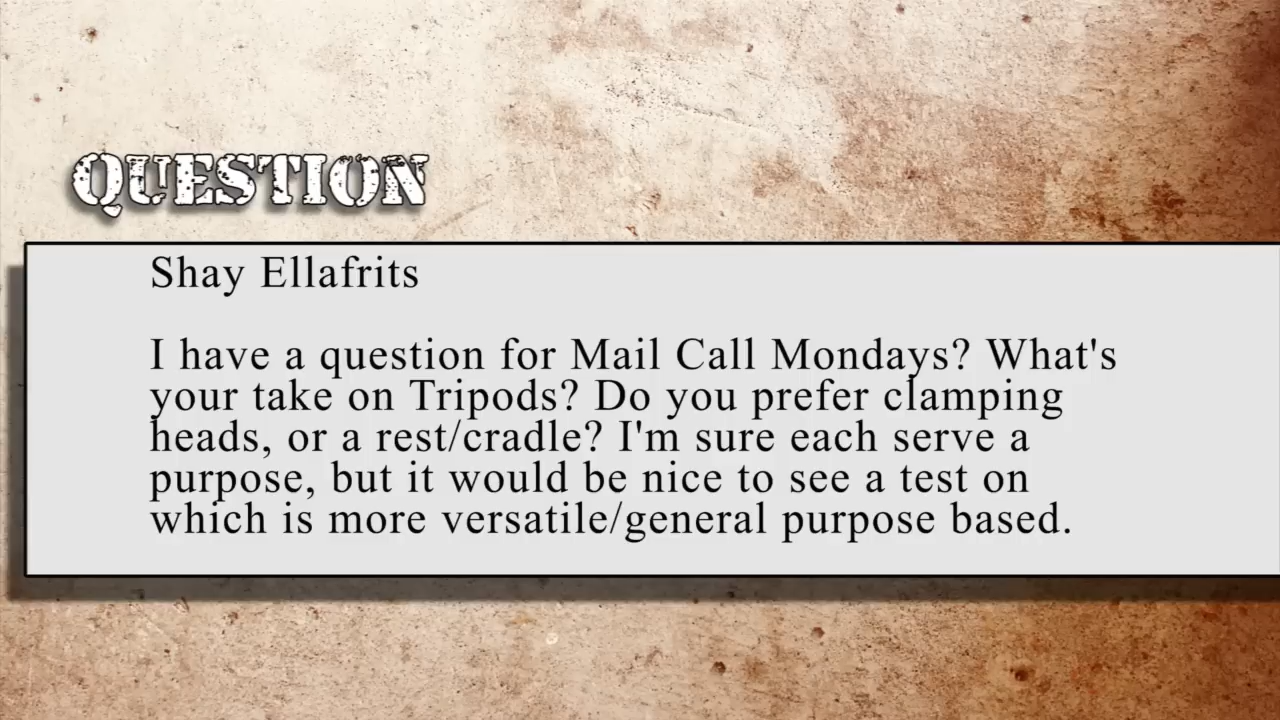 QUESTION
Shay Ellafrits
I have a question for Mail Call Mondays? What's
your take on Tripods? Do you prefer clamping
heads, or a rest/cradle? I'm sure each serve a
purpose, but it would be nice to see a test on
which is more versatile/general purpose based.